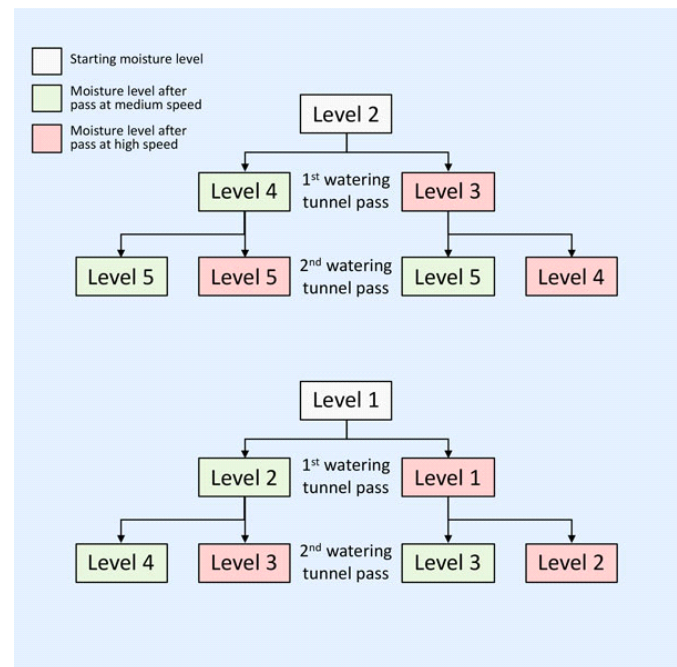 Starting moisture level
Moisture level after
pass at medium speed
Moisture level after
pass at high speed
Level 2
Level 4
1st watering
tunnel pass
Level 3
Level 5
Level 5
2nd watering
tunnel pass
Level 5
Level 4
Level 1
Level 2
1st watering
tunnel pass
Level 1
Level 4
Level 3
2nd watering
tunnel pass
Level 3
Level 2